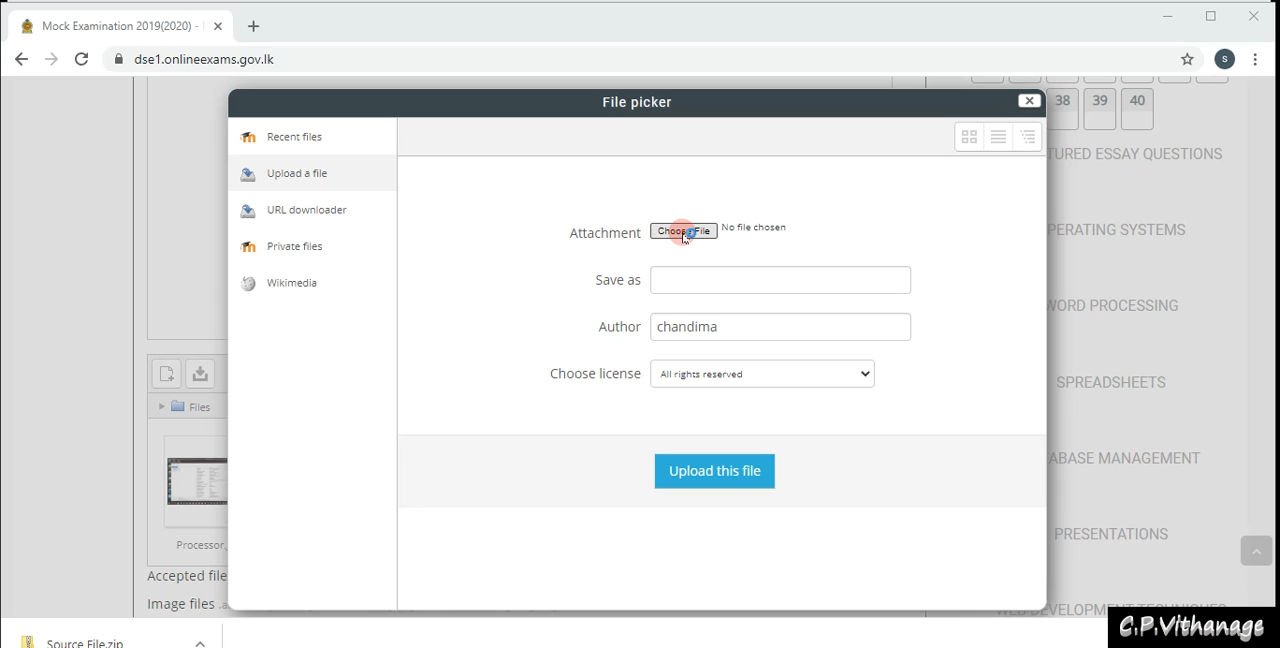 Mock Examination 2019(2020) -
dse1.onlineexams.gov.lk
S
File picker
38 39 40
Recent files
Upload a file
URL downloader
Private files
Wikimedia
Attachment Choose File No file chosen
Save as
Author chandima
Choose license All rights reserved
Upload this file
TURED ESSAY QUESTIONS
PERATING SYSTEMS
WORD PROCESSING
SPREADSHEETS
ABASE MANAGEMENT
PRESENTATIONS
WEB DEVELOPMENT TECHNIQUES
Files
Processor,
Accepted file
Image files
Source File.zip
C.P.Vithanage